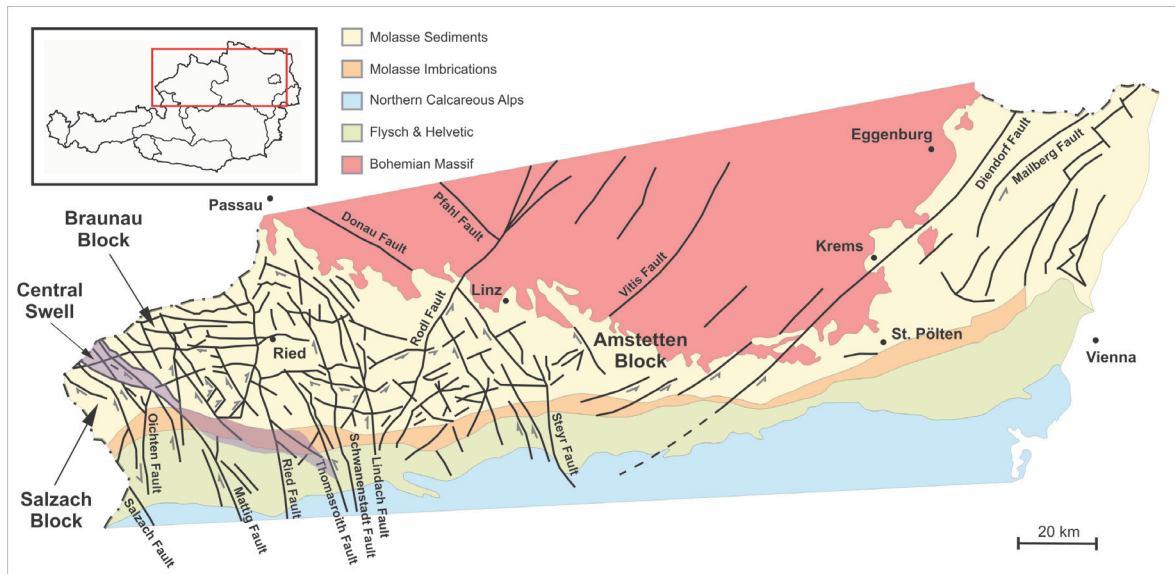 Molasse Sediments
Molasse Imbrications
Northern Calcareous Alps
Flysch & Helvetic
Bohemian Massif
Eggenburg
Diendorf Fault
Mailberg Fault
Passau
Braunau
Block
Donau Fault
Pfahl Fault
Krems
Central
Swell
Linz
Vitis Fault
Rodl Fault
Ried
Amstetten
Block
St. Pölten
Vienna
Salzach
Block
Oichten Fault
Salzach Fault
Mattig Fault
Ried Fault
Thomasroith Fault
Schwanenstadt Fault
Lindach Fault
Steyr Fault
20 km